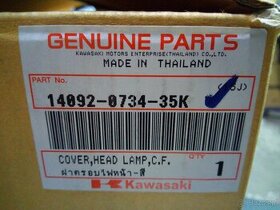 GENUINE PARTS
KAWASAKI MOTORS ENTERPRISE(THAILAND) CO.,LTD.
MADE IN THAILAND
PART No.
14092-0734-35K
COVER,HEAD LAMP,C.F.
ฝาครอบไฟหน้า-สี
Q'TY
1
Kawasaki